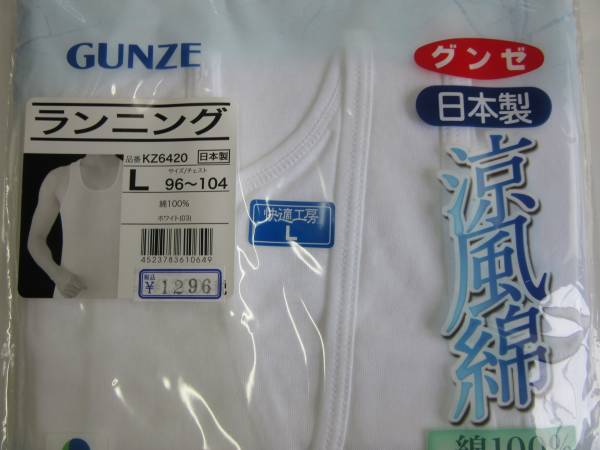 GUNZE
グンゼ
日本製
涼風綿
綿100%
ランニング
品番 KZ6420 日本製
サイズ/チェスト
L 96〜104
綿100%
ホワイト(03)
4523783610649
¥1296
快適工房
L